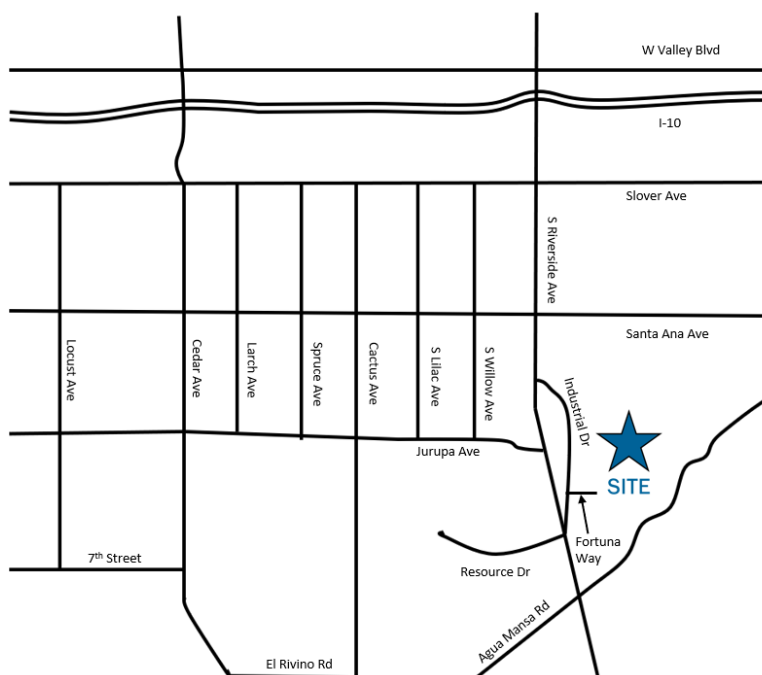 W Valley Blvd
I-10
Slover Ave
S Riverside Ave
Santa Ana Ave
Locust Ave
Cedar Ave
Larch Ave
Spruce Ave
Cactus Ave
S Lilac Ave
S Willow Ave
Industrial Dr
Jurupa Ave
SITE
Fortuna
Way
7th Street
Resource Dr
Agua Mansa Rd
El Rivino Rd